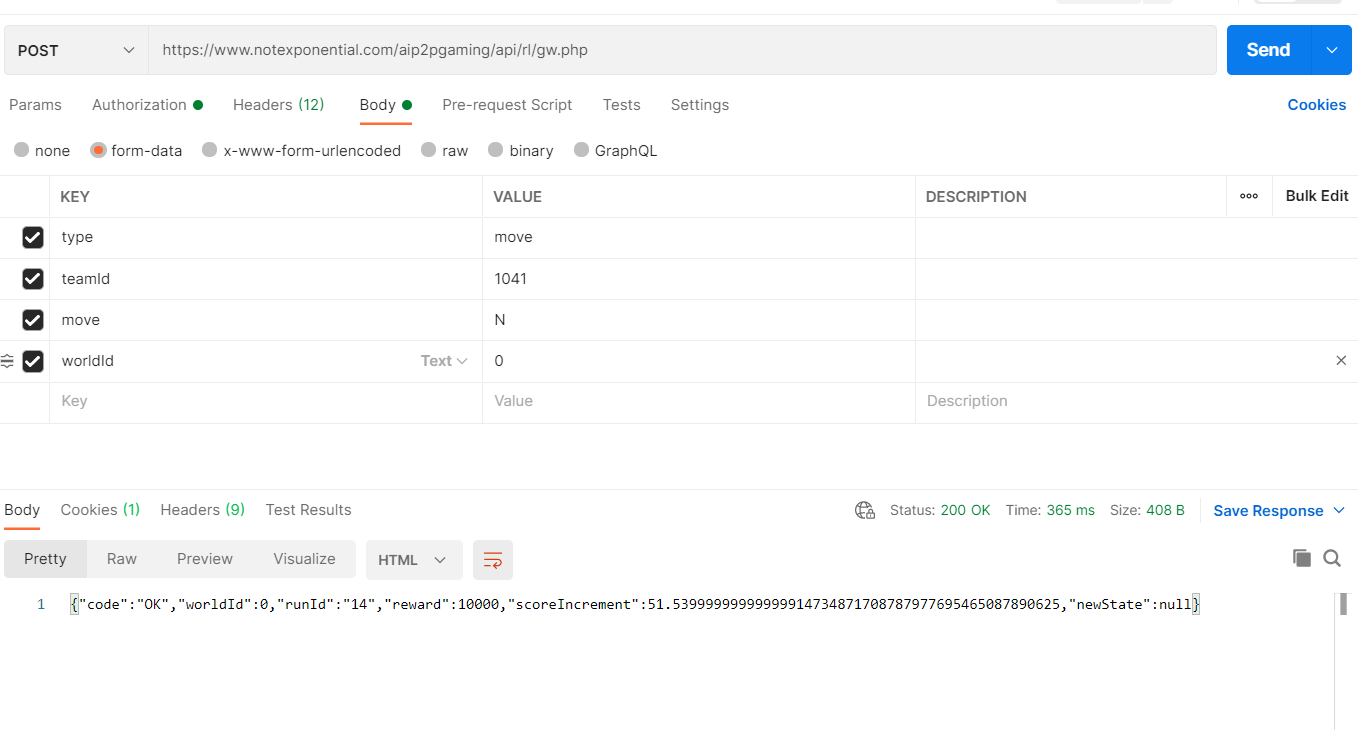 POST https://www.notexponential.com/aip2pgaming/api/rl/gw.php Send
Params Authorization Headers (12) Body Pre-request Script Tests Settings Cookies
none form-data x-www-form-urlencoded raw binary GraphQL
KEY VALUE DESCRIPTION ooo Bulk Edit
type move
teamId 1041
move N
worldId Text 0
Key Value Description
Body Cookies (1) Headers (9) Test Results Status: 200 OK Time: 365 ms Size: 408 B Save Response
Pretty Raw Preview Visualize HTML
1 {"code":"OK","worldId":0,"runId":"14","reward":10000,"scoreIncrement":51.53999999999999914734871708787977695465087890625,"newState":null}